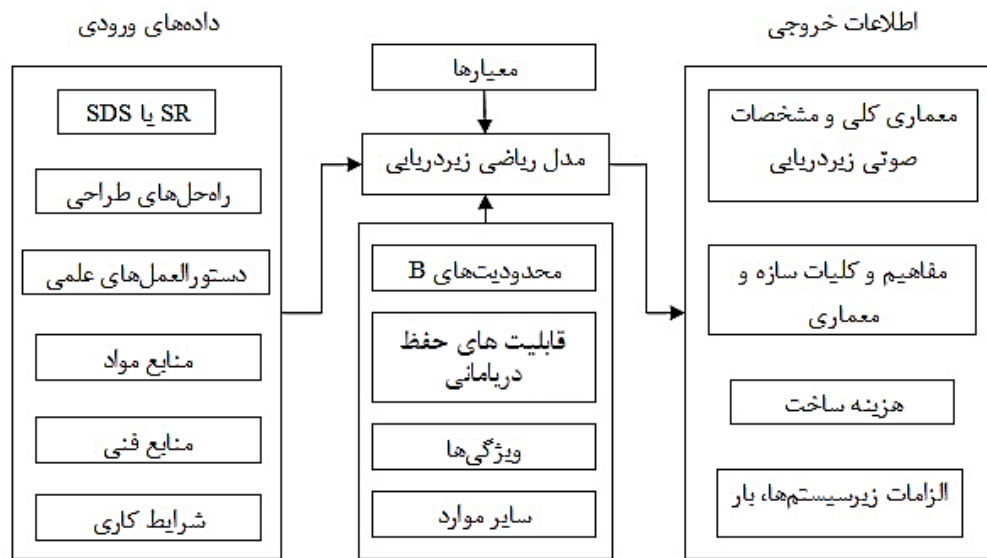 داده‌های ورودی
SR یا SDS
راه‌حل‌های طراحی
دستورالعمل‌های علمی
منابع مواد
منابع فنی
شرایط کاری
معیارها
مدل ریاضی زیردریایی
محدودیت‌های B
قابلیت های حفظ
دریامانی
ویژگی‌ها
سایر موارد
اطلاعات خروجی
معماری کلی و مشخصات
صوتی زیردریایی
مفاهیم و کلیات سازه و
معماری
هزینه ساخت
الزامات زیرسیستم‌ها، بار